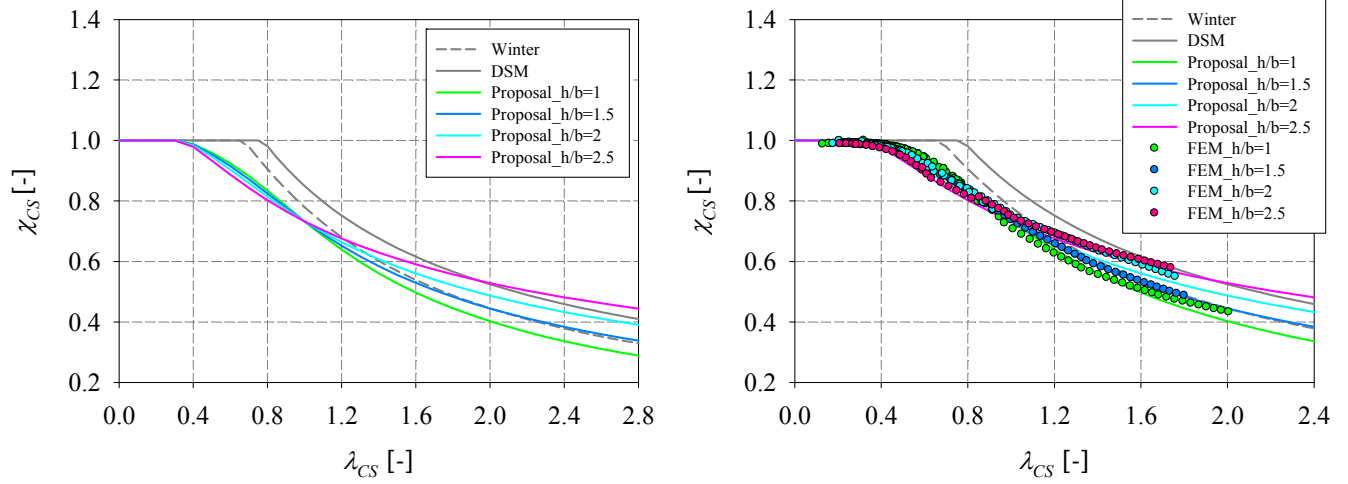 1.4
1.2
1.0
0.8
0.6
0.4
0.2
χCS [-]
0.0 0.4 0.8 1.2 1.6 2.0 2.4 2.8
λCS [-]
Winter
DSM
Proposal_h/b=1
Proposal_h/b=1.5
Proposal_h/b=2
Proposal_h/b=2.5
1.4
1.2
1.0
0.8
0.6
0.4
0.2
χCS [-]
0.0 0.4 0.8 1.2 1.6 2.0 2.4
λCS [-]
Winter
DSM
Proposal_h/b=1
Proposal_h/b=1.5
Proposal_h/b=2
Proposal_h/b=2.5
FEM_h/b=1
FEM_h/b=1.5
FEM_h/b=2
FEM_h/b=2.5